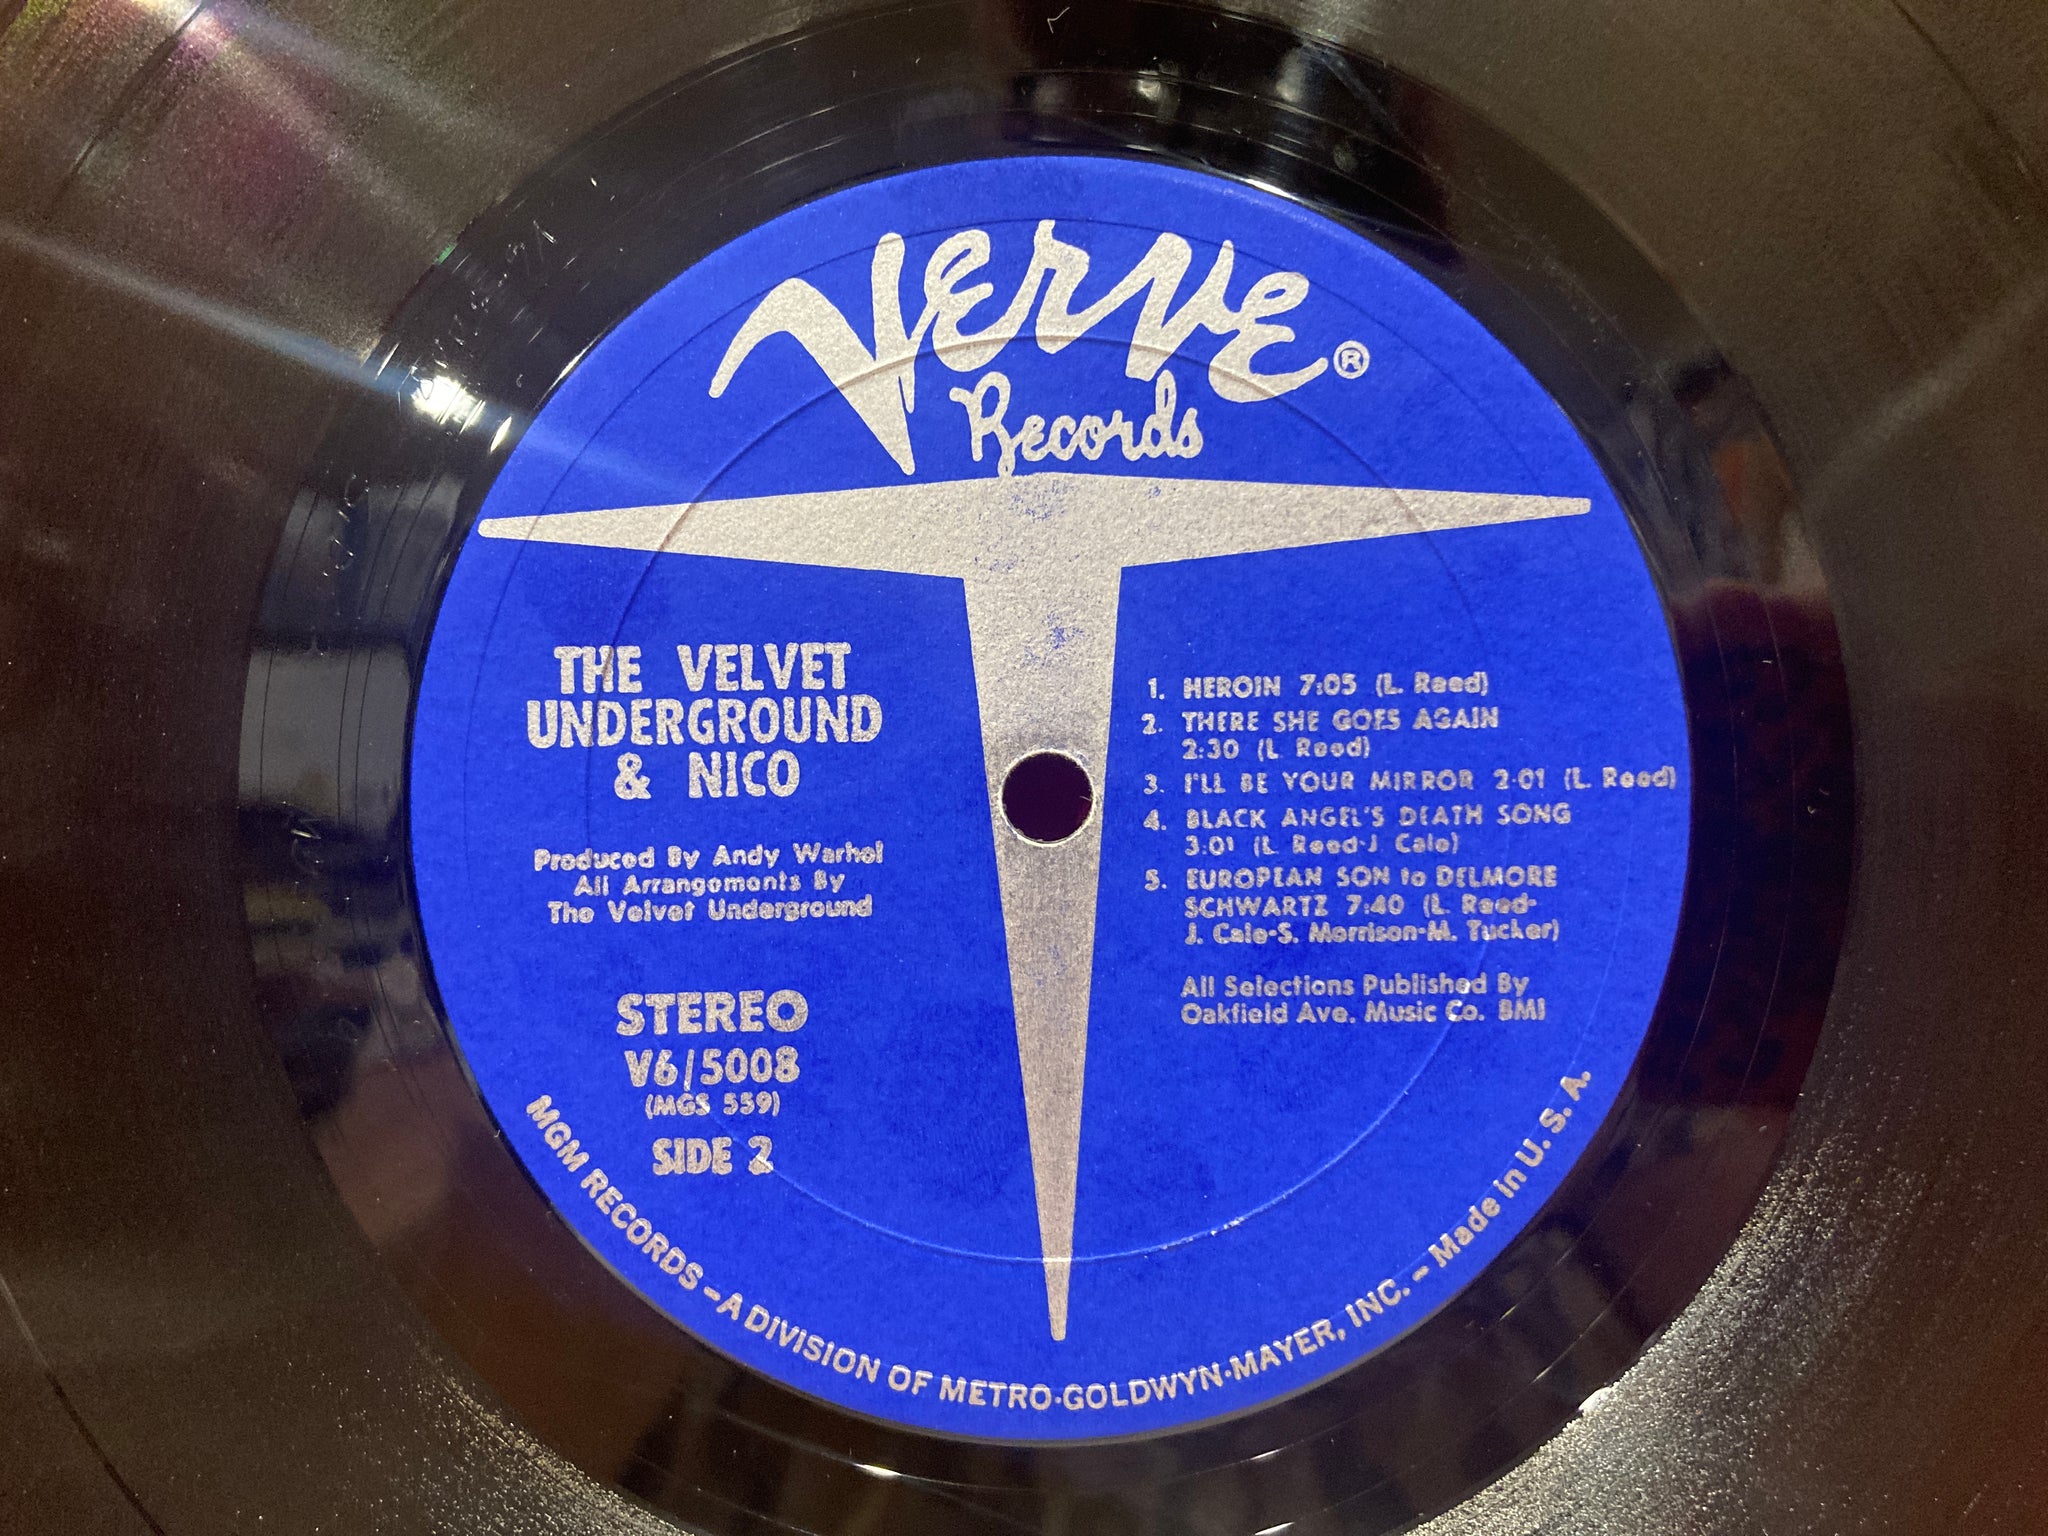 Verve ®
Records
THE VELVET
UNDERGROUND
& NICO
Produced By Andy Warhol
All Arrangements By
The Velvet Underground
STEREO
V6/5008
(MGS 559)
SIDE 2
1. HEROIN 7:05 (L. Reed)
2. THERE SHE GOES AGAIN
2:30 (L. Reed)
3. I'LL BE YOUR MIRROR 2:01 (L. Reed)
4. BLACK ANGEL'S DEATH SONG
3:01 (L. Reed-J. Cale)
5. EUROPEAN SON to DELMORE
SCHWARTZ 7:40 (L. Reed-
J. Cale-S. Morrison-M. Tucker)
All Selections Published By
Oakfield Ave. Music Co. BMI
MGM RECORDS – A DIVISION OF METRO-GOLDWYN-MAYER, INC. – Made in U. S. A.